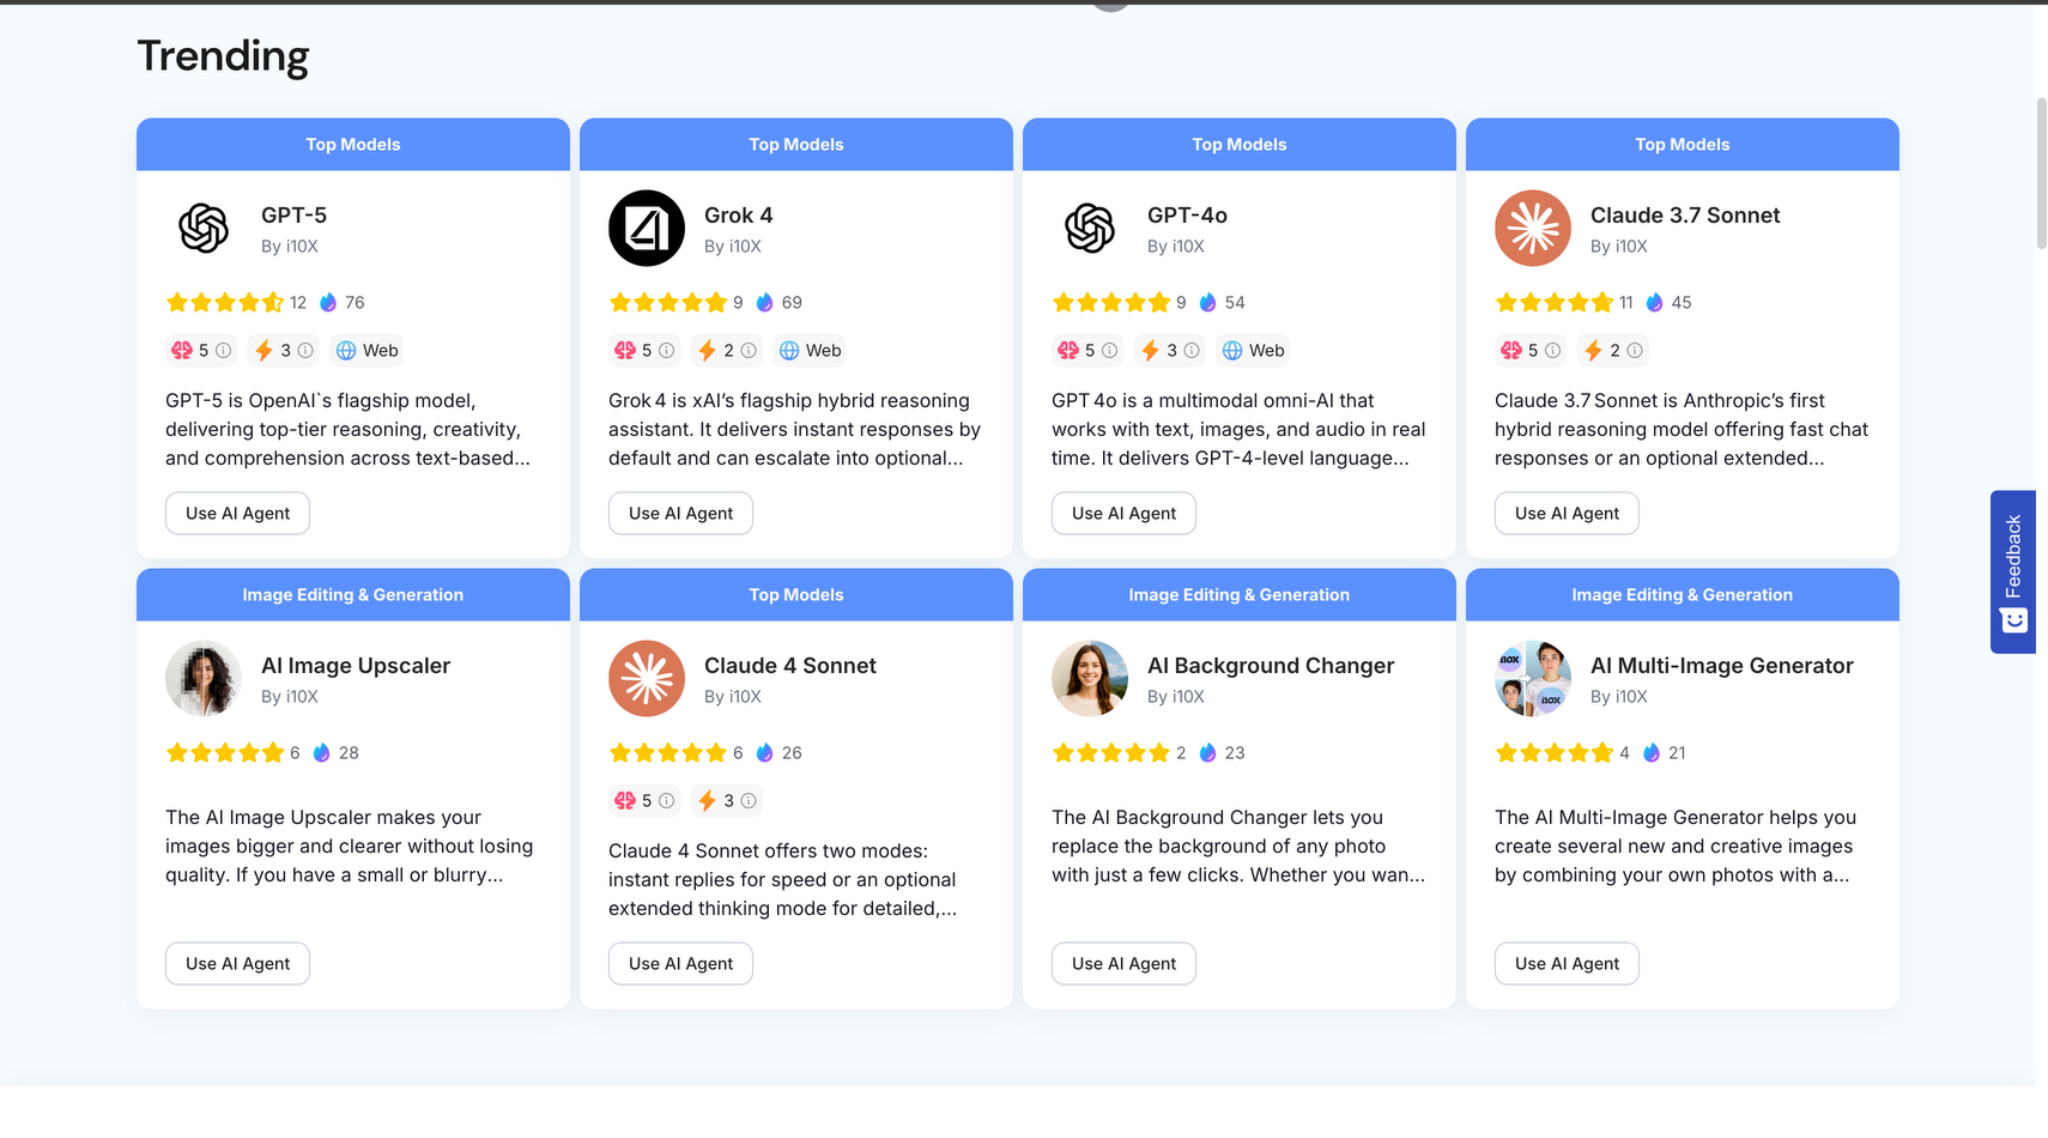 Trending
Top Models
GPT-5
By i10X
12 76
5 3 Web
GPT-5 is OpenAI`s flagship model,
delivering top-tier reasoning, creativity,
and comprehension across text-based...
Use AI Agent
Top Models
Grok 4
By i10X
9 69
5 2 Web
Grok 4 is xAI’s flagship hybrid reasoning
assistant. It delivers instant responses by
default and can escalate into optional...
Use AI Agent
Top Models
GPT-4o
By i10X
9 54
5 3 Web
GPT 4o is a multimodal omni-AI that
works with text, images, and audio in real
time. It delivers GPT-4-level language...
Use AI Agent
Top Models
Claude 3.7 Sonnet
By i10X
11 45
5 2
Claude 3.7 Sonnet is Anthropic’s first
hybrid reasoning model offering fast chat
responses or an optional extended...
Use AI Agent
Image Editing & Generation
AI Image Upscaler
By i10X
6 28
The AI Image Upscaler makes your
images bigger and clearer without losing
quality. If you have a small or blurry...
Use AI Agent
Top Models
Claude 4 Sonnet
By i10X
6 26
5 3
Claude 4 Sonnet offers two modes:
instant replies for speed or an optional
extended thinking mode for detailed,...
Use AI Agent
Image Editing & Generation
AI Background Changer
By i10X
2 23
The AI Background Changer lets you
replace the background of any photo
with just a few clicks. Whether you wan...
Use AI Agent
Image Editing & Generation
i10X
i10X
AI Multi-Image Generator
By i10X
4 21
The AI Multi-Image Generator helps you
create several new and creative images
by combining your own photos with a...
Use AI Agent
Feedback